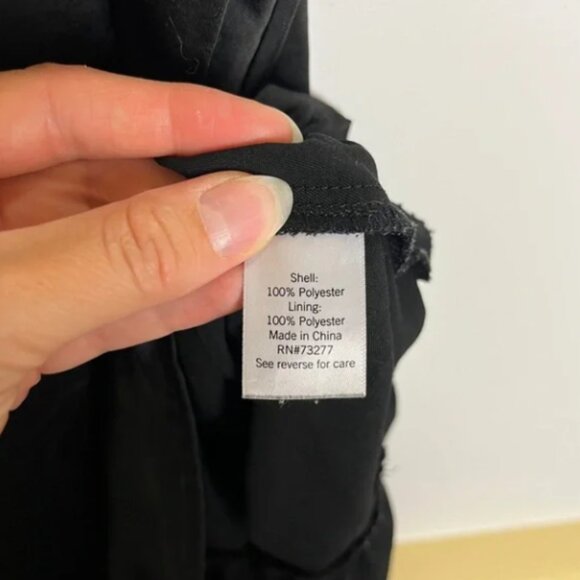 Shell:
100% Polyester
Lining:
100% Polyester
Made in China
RN#73277
See reverse for care